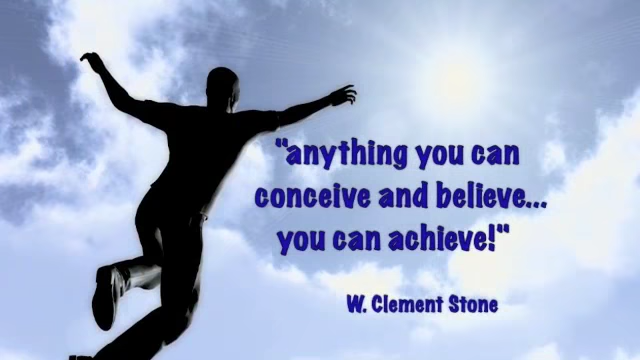 "anything you can
conceive and believe...
you can achieve!"
W. Clement Stone